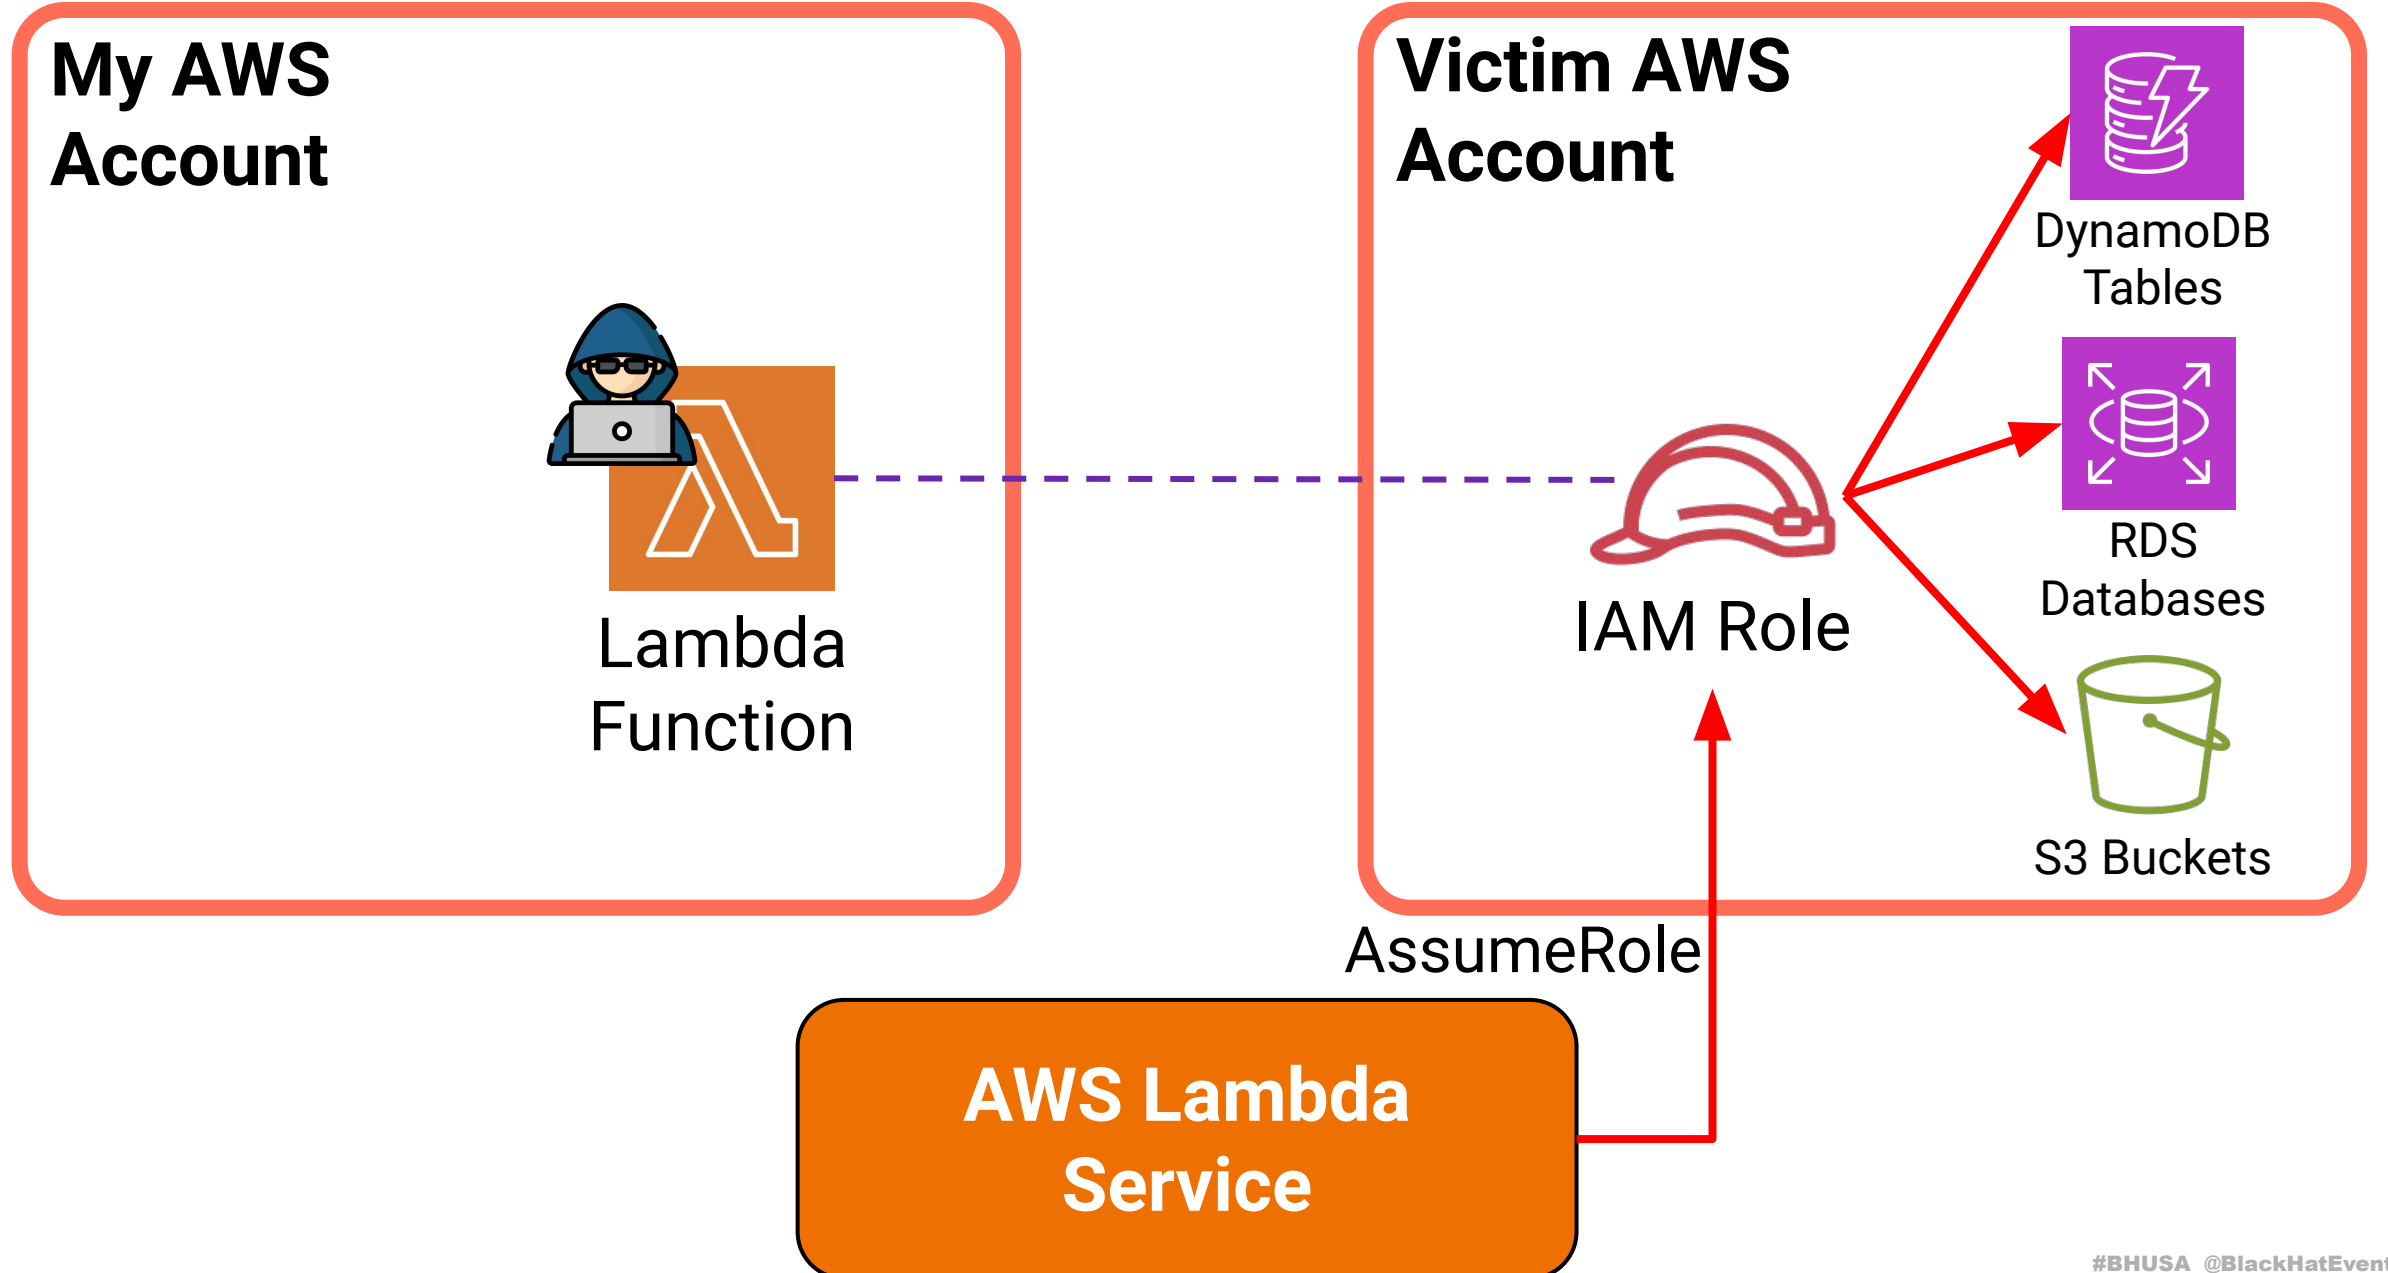 My AWS
Account
Victim AWS
Account
DynamoDB
Tables
RDS
Databases
IAM Role
Lambda
Function
S3 Buckets
AssumeRole
AWS Lambda
Service
#BHUSA @BlackHatEvent